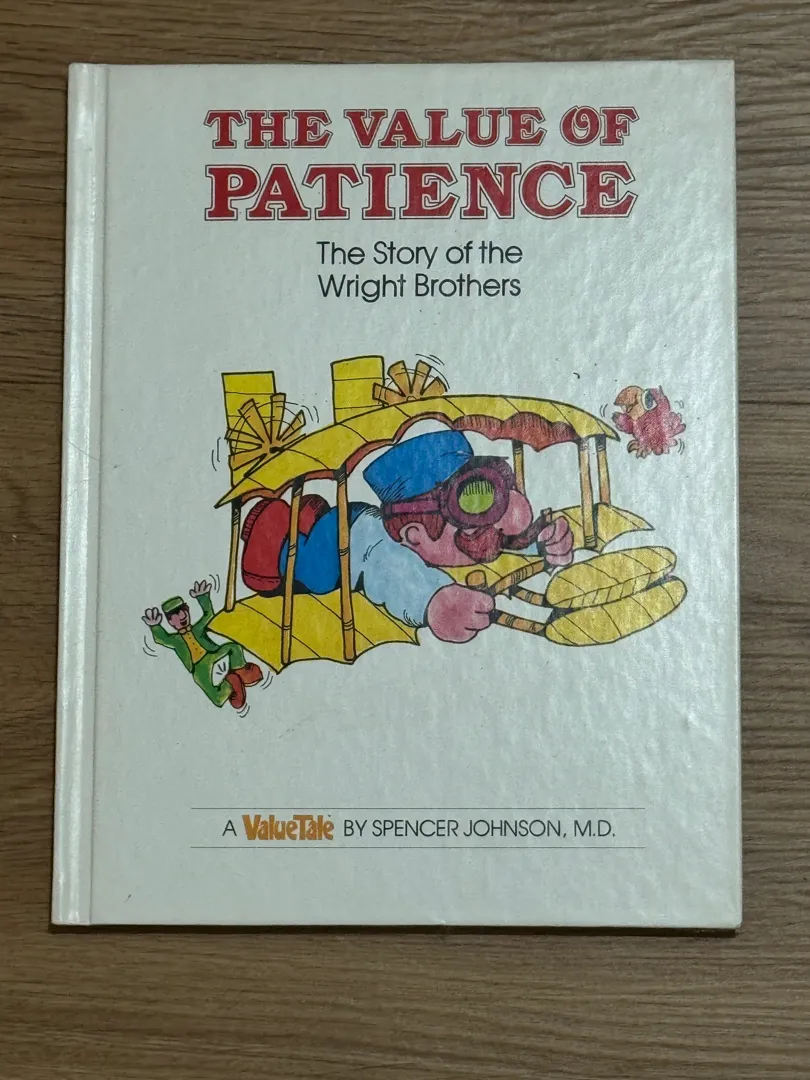 THE VALUE OF
PATIENCE
The Story of the
Wright Brothers
A ValueTale BY SPENCER JOHNSON, M.D.